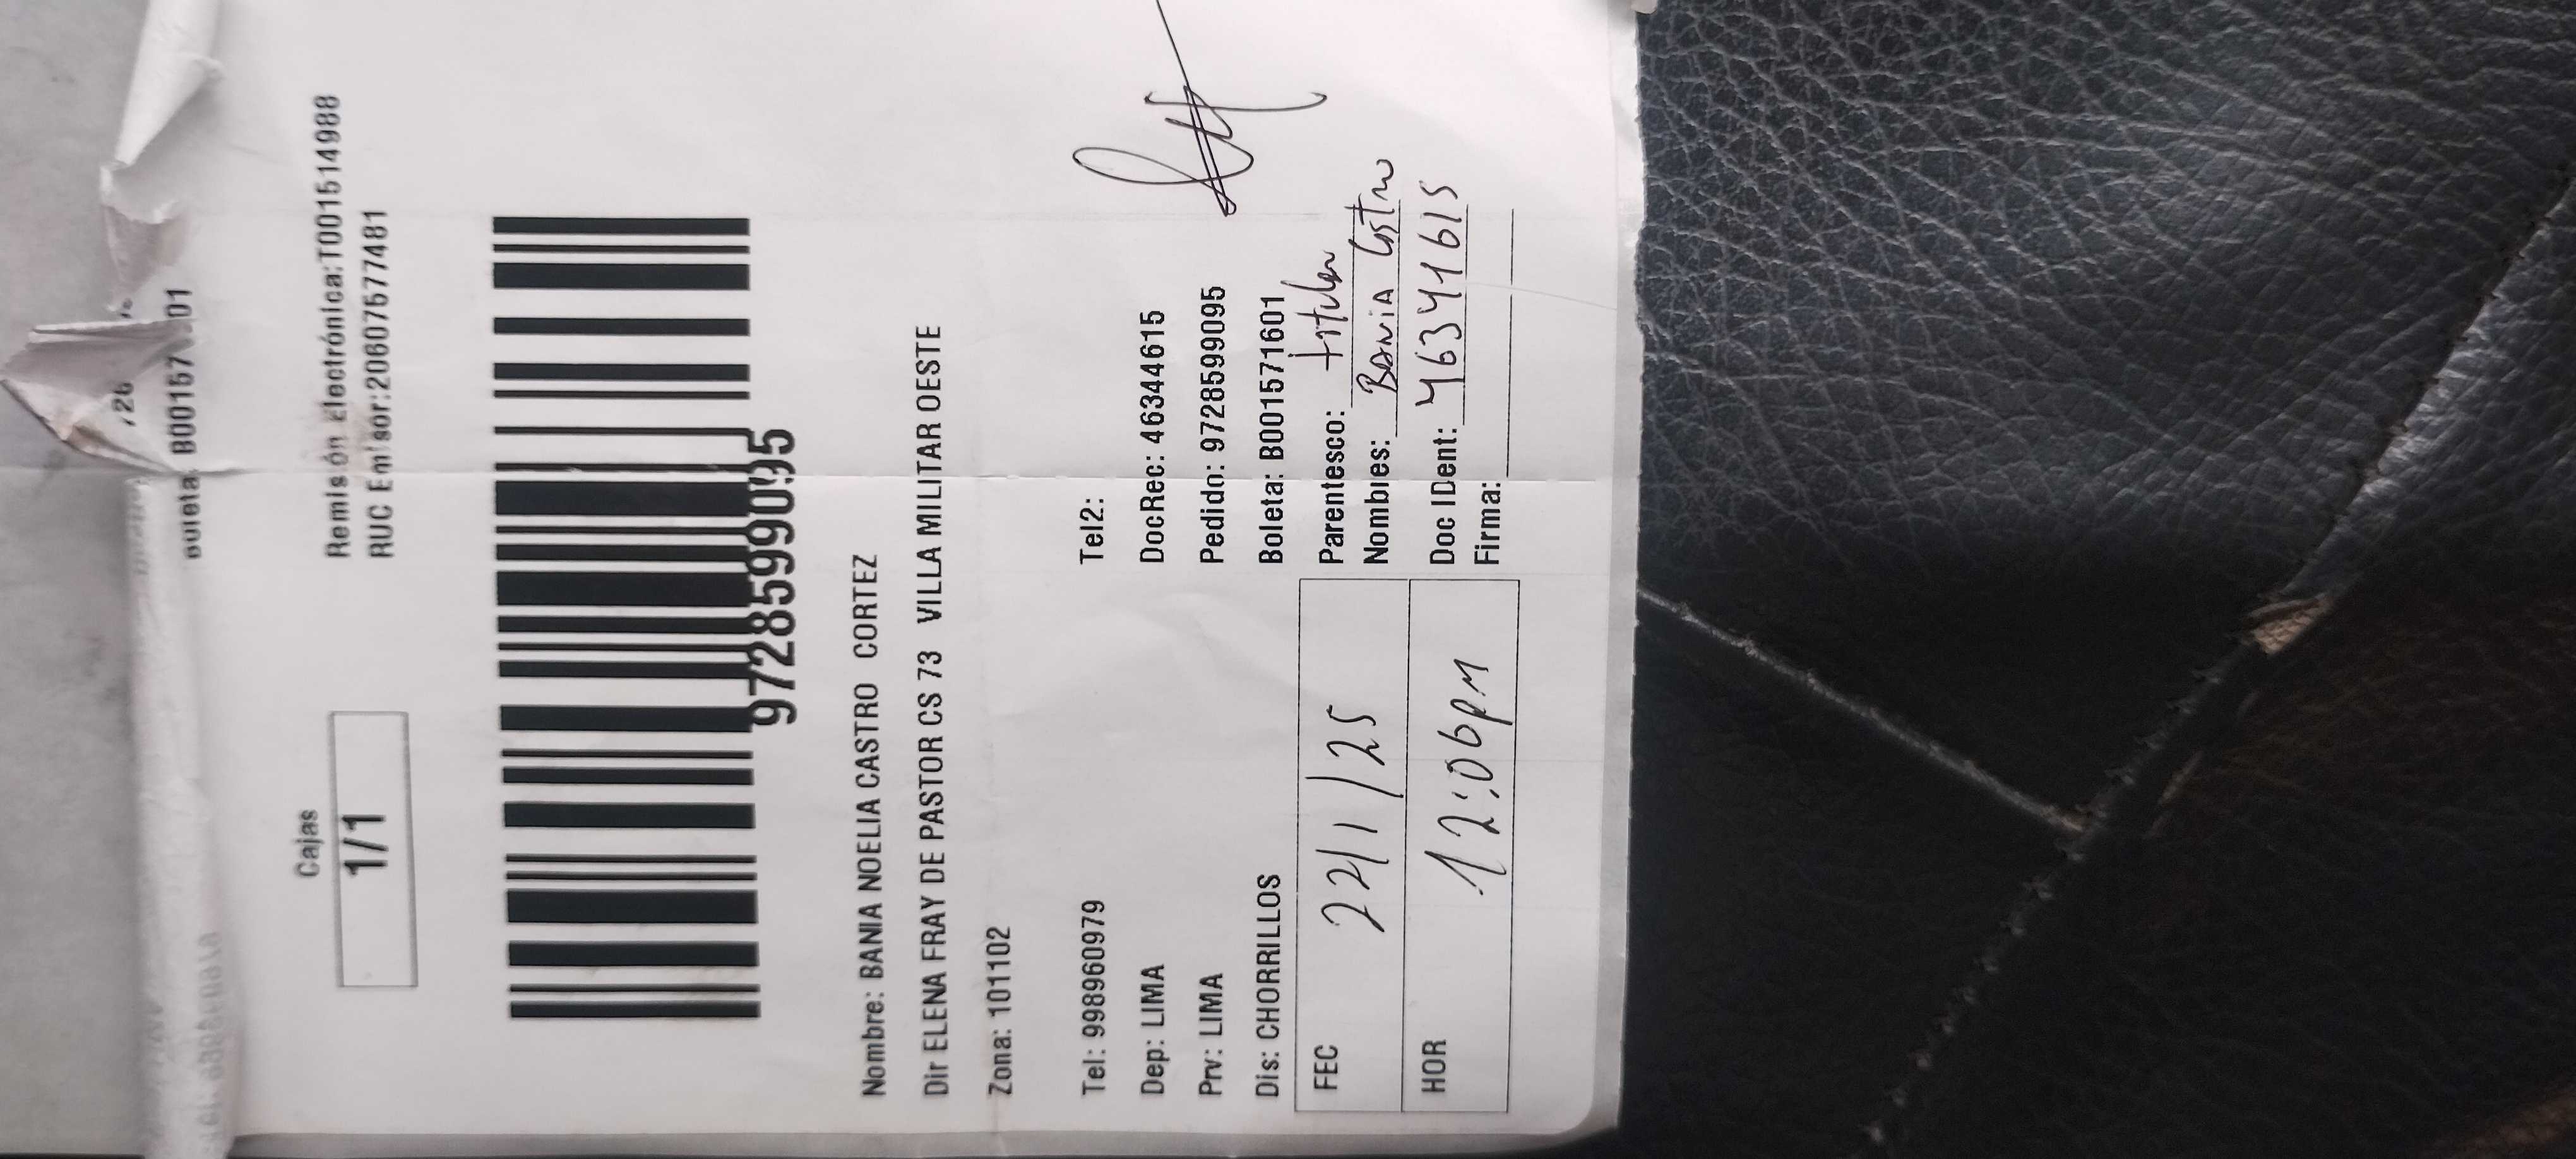 Boleta: B00157 01
Cajas
1/1
Remisión Electrónica:T001514988
RUC Emisor:20607577481
972859909095
Nombre: BANIA NOELIA CASTRO CORTEZ
Dir ELENA FRAY DE PASTOR CS 73 VILLA MILITAR OESTE
Zona: 101102
Tel: 998960979 Tel2:
Dep: LIMA DocRec: 46344615
Prv: LIMA Pedido: 97285999095
Dis: CHORRILLOS Boleta: B001571601
FEC 22/1/25 Parentesco: titular
Nombres: BANIA Castro
HOR 12:06pm Doc IDent: 46344615
Firma: